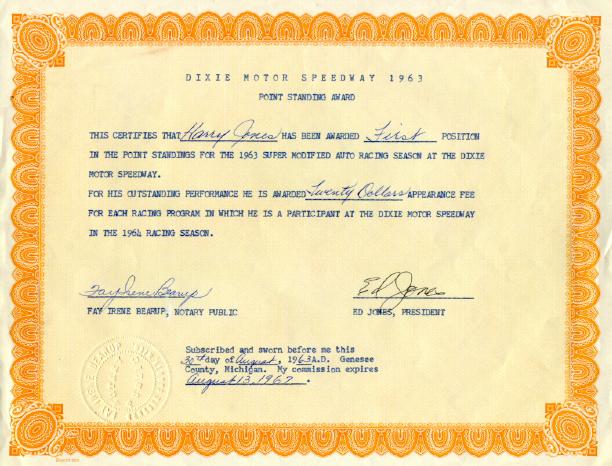 DIXIE MOTOR SPEEDWAY 1963
POINT STANDING AWARD
THIS CERTIFIES THAT Harry Jones HAS BEEN AWARDED First POSITION
IN THE POINT STANDINGS FOR THE 1963 SUPER MODIFIED AUTO RACING SEASON AT THE DIXIE
MOTOR SPEEDWAY.
FOR HIS OUTSTANDING PERFORMANCE HE IS AWARDED Twenty Dollars APPEARANCE FEE
FOR EACH RACING PROGRAM IN WHICH HE IS A PARTICIPANT AT THE DIXIE MOTOR SPEEDWAY
IN THE 1964 RACING SEASON.
Fay Irene Bearup
FAY IRENE BEARUP, NOTARY PUBLIC
Ed Jones
ED JONES, PRESIDENT
Subscribed and sworn before me this
30th day of August, 1963 A.D. Genesee
County, Michigan. My commission expires
August 13, 1967.
FAY IRENE BEARUP